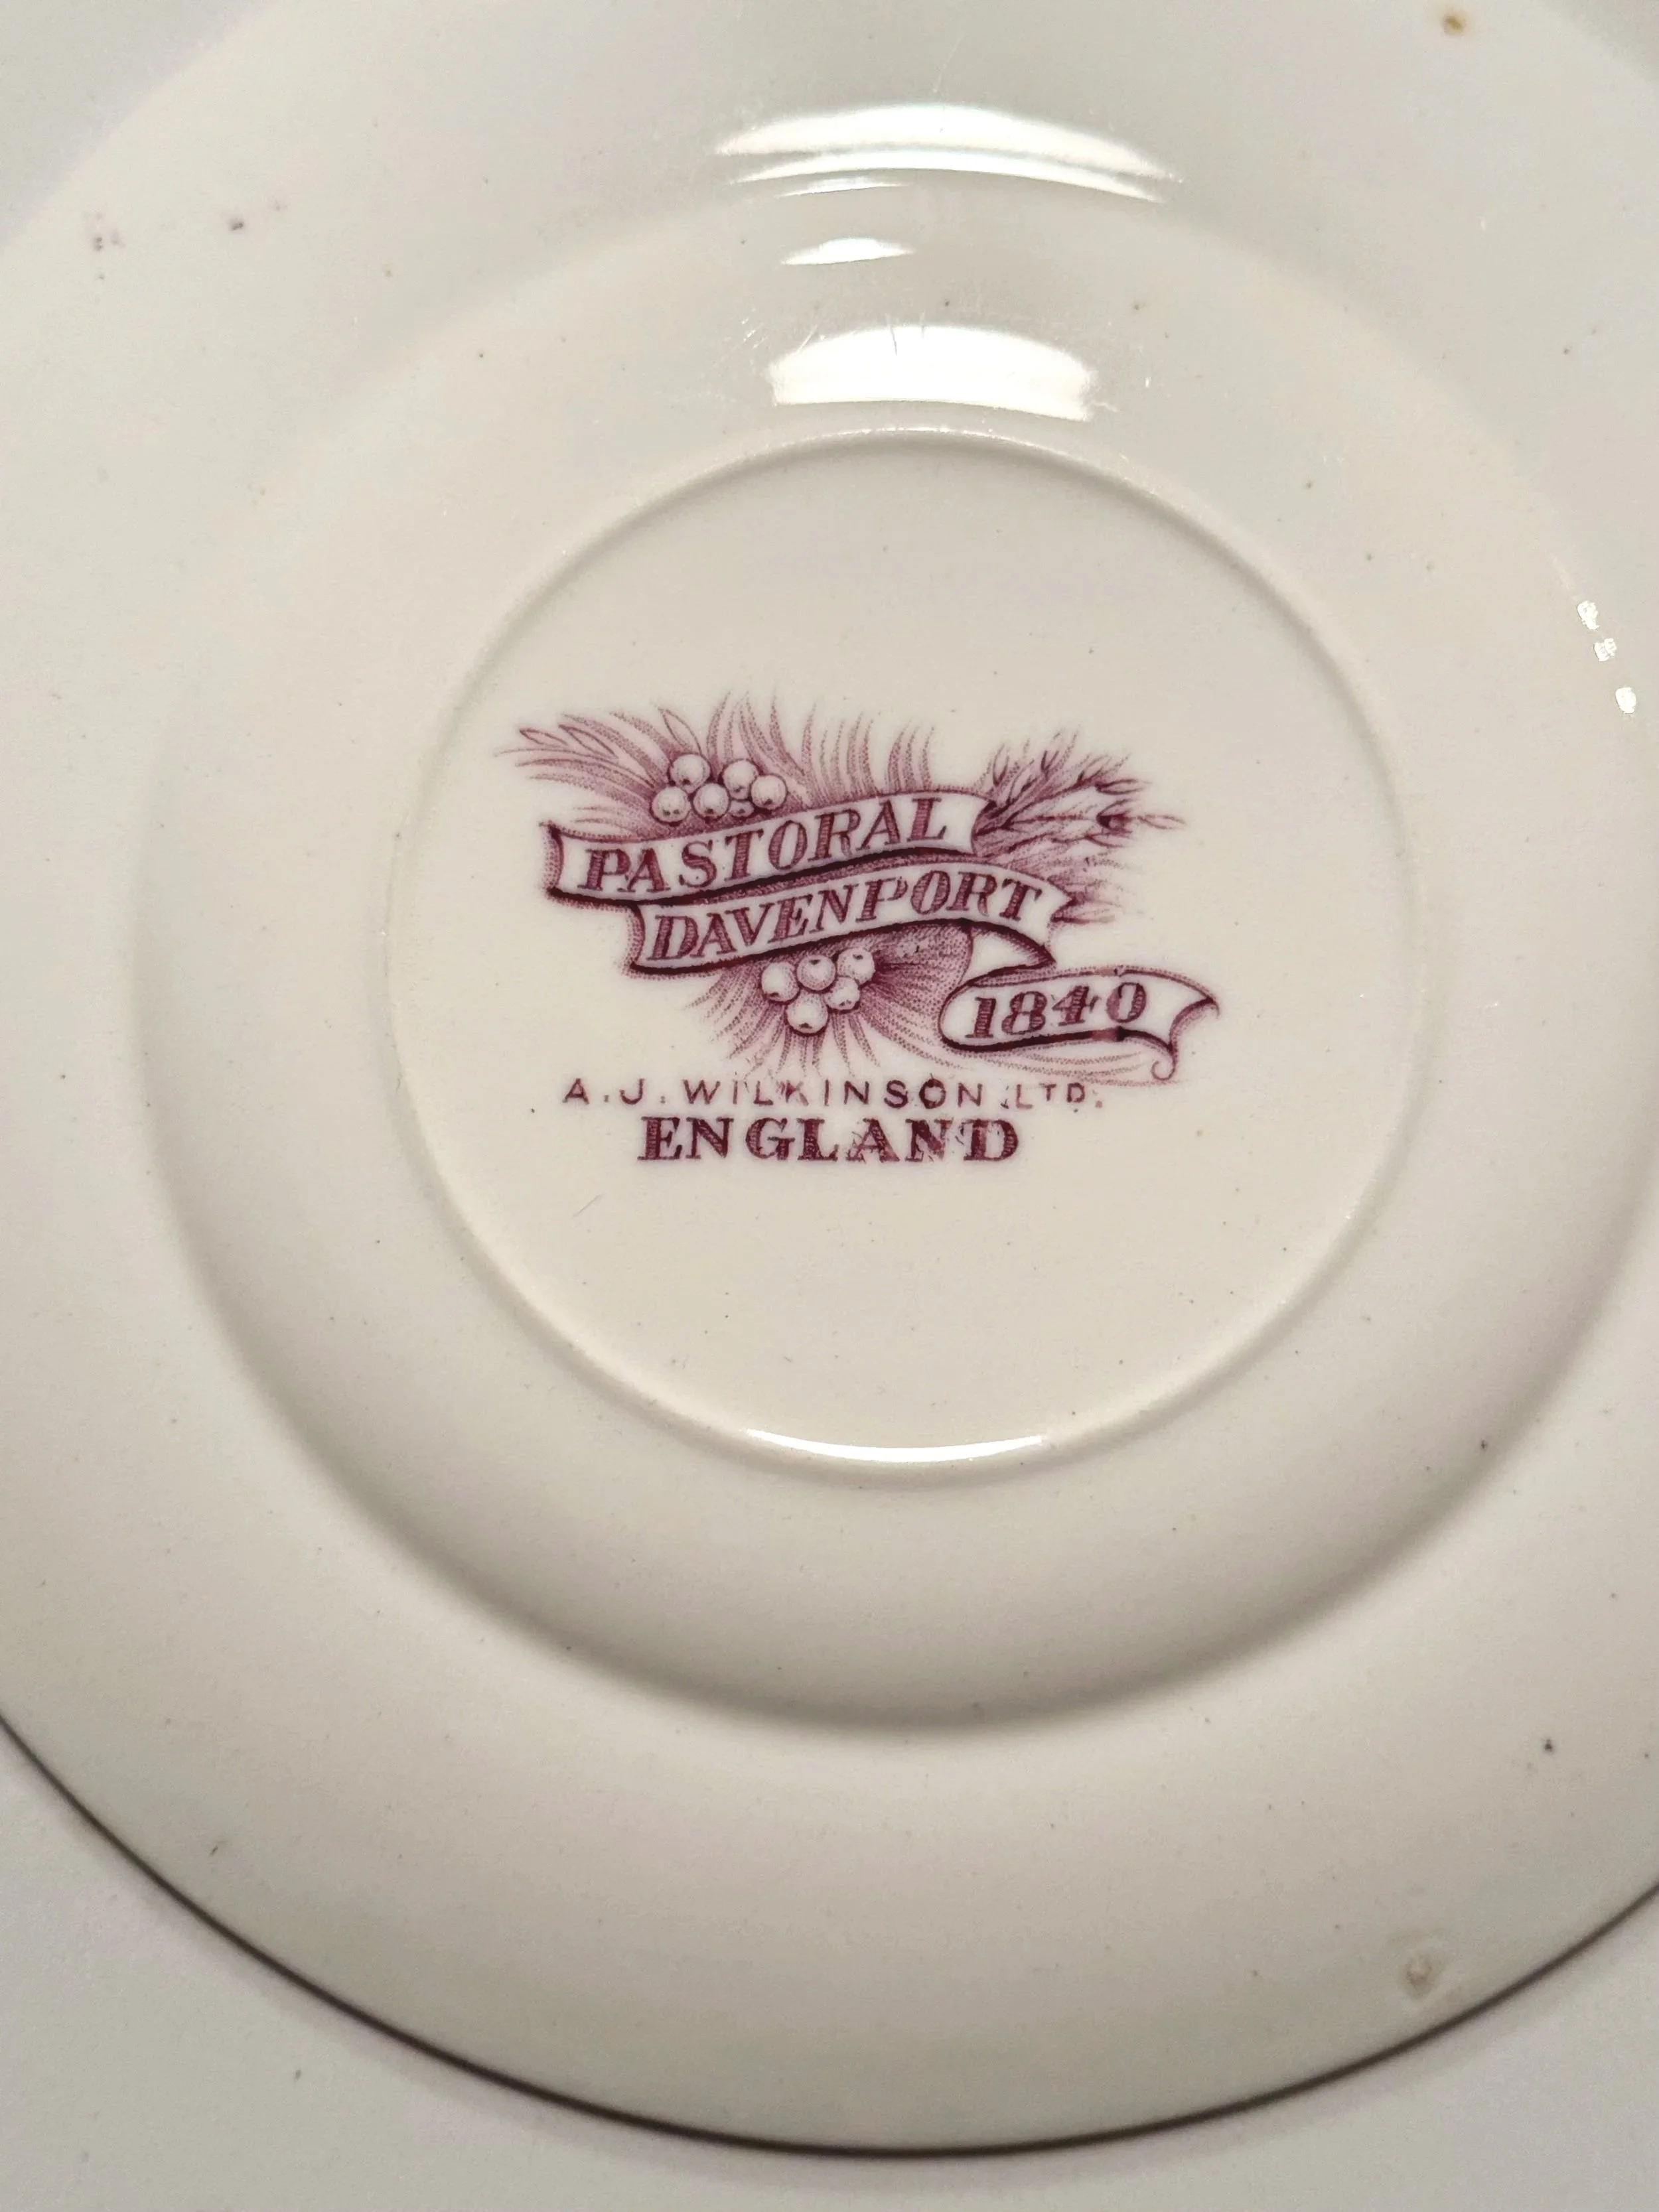 PASTORAL
DAVENPORT
1840
A.J. WILKINSON LTD.
ENGLAND